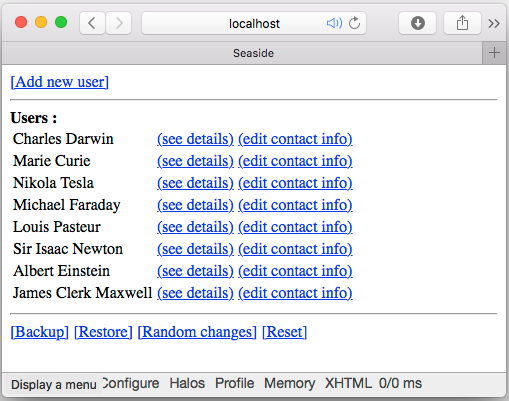 localhost
Seaside
[Add new user]
Users :
Charles Darwin (see details) (edit contact info)
Marie Curie (see details) (edit contact info)
Nikola Tesla (see details) (edit contact info)
Michael Faraday (see details) (edit contact info)
Louis Pasteur (see details) (edit contact info)
Sir Isaac Newton (see details) (edit contact info)
Albert Einstein (see details) (edit contact info)
James Clerk Maxwell (see details) (edit contact info)
[Backup] [Restore] [Random changes] [Reset]
Display a menu Configure Halos Profile Memory XHTML 0/0 ms